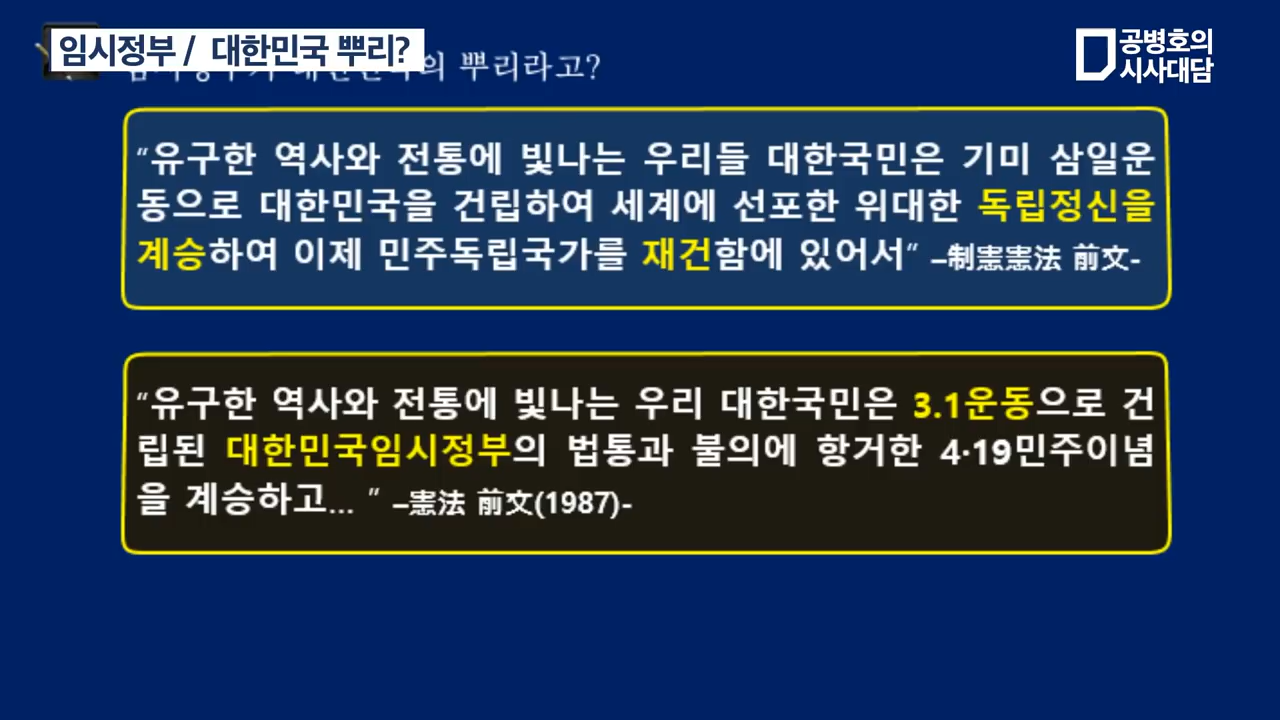 임시정부 / 대한민국 뿌리?
의 뿌리라고?
공병호의
시사대담
“유구한 역사와 전통에 빛나는 우리들 대한국민은 기미 삼일운
동으로 대한민국을 건립하여 세계에 선포한 위대한 독립정신을
계승하여 이제 민주독립국가를 재건함에 있어서” –制憲憲法 前文-
“유구한 역사와 전통에 빛나는 우리 대한국민은 3.1운동으로 건
립된 대한민국임시정부의 법통과 불의에 항거한 4·19민주이념
을 계승하고... ” –憲法 前文(1987)-